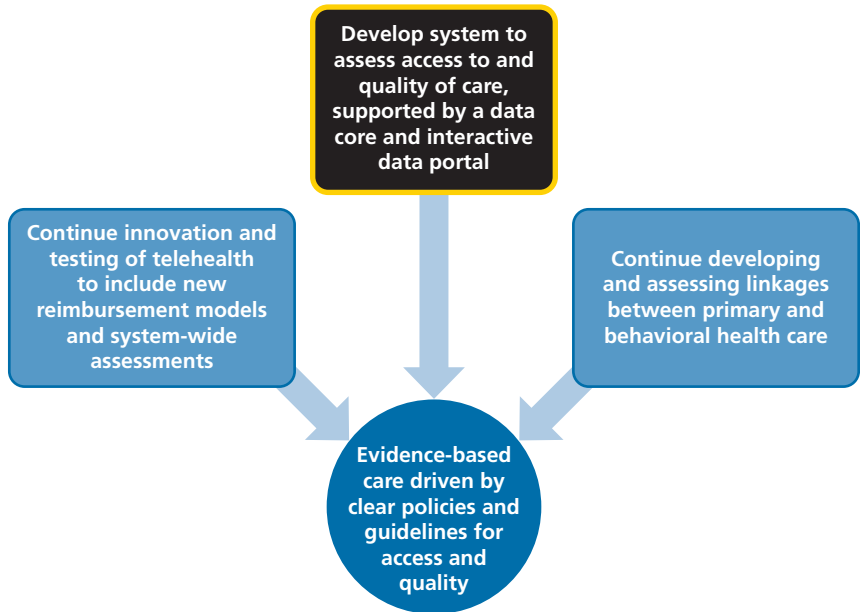 Develop system to
assess access to and
quality of care,
supported by a data
core and interactive
data portal
Continue innovation and
testing of telehealth
to include new
reimbursement models
and system-wide
assessments
Continue developing
and assessing linkages
between primary and
behavioral health care
Evidence-based
care driven by
clear policies and
guidelines for
access and
quality